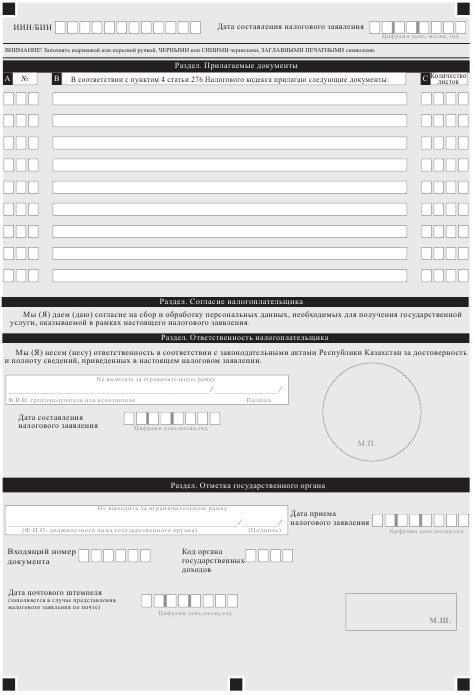 ИИН/БИН Дата составления налогового заявления
Цифрами день, месяц, год
ВНИМАНИЕ! Заполнять шариковой или перьевой ручкой, ЧЕРНЫМИ или СИНИМИ чернилами, ЗАГЛАВНЫМИ ПЕЧАТНЫМИ символами.
Раздел. Прилагаемые документы
A № B В соответствии с пунктом 4 статьи 276 Налогового кодекса прилагаю следующие документы: C Количество
листов
Раздел. Согласие налогоплательщика
Мы (Я) даем (даю) согласие на сбор и обработку персональных данных, необходимых для получения государственной
услуги, оказываемой в рамках настоящего налогового заявления.
Раздел. Ответственность налогоплательщика
Мы (Я) несем (несу) ответственность в соответствии с законодательными актами Республики Казахстан за достоверность
и полноту сведений, приведенных в настоящем налоговом заявлении.
Не выходить за ограничительную рамку
/ /
Ф.И.О. грантополучателя или исполнителя Подпись
Дата составления
налогового заявления
Цифрами день,месяц,год
М.П.
Раздел. Отметка государственного органа
Не выходить за ограничительную рамку
/ /
(Ф.И.О. должностного лица государственного органа) (Подпись)
Дата приема
налогового заявления
Цифрами день,месяц,год
Входящий номер
документа
Код органа
государственных
доходов
Дата почтового штемпеля
(заполняется в случае представления
налогового заявления по почте)
Цифрами день,месяц,год
М.Ш.